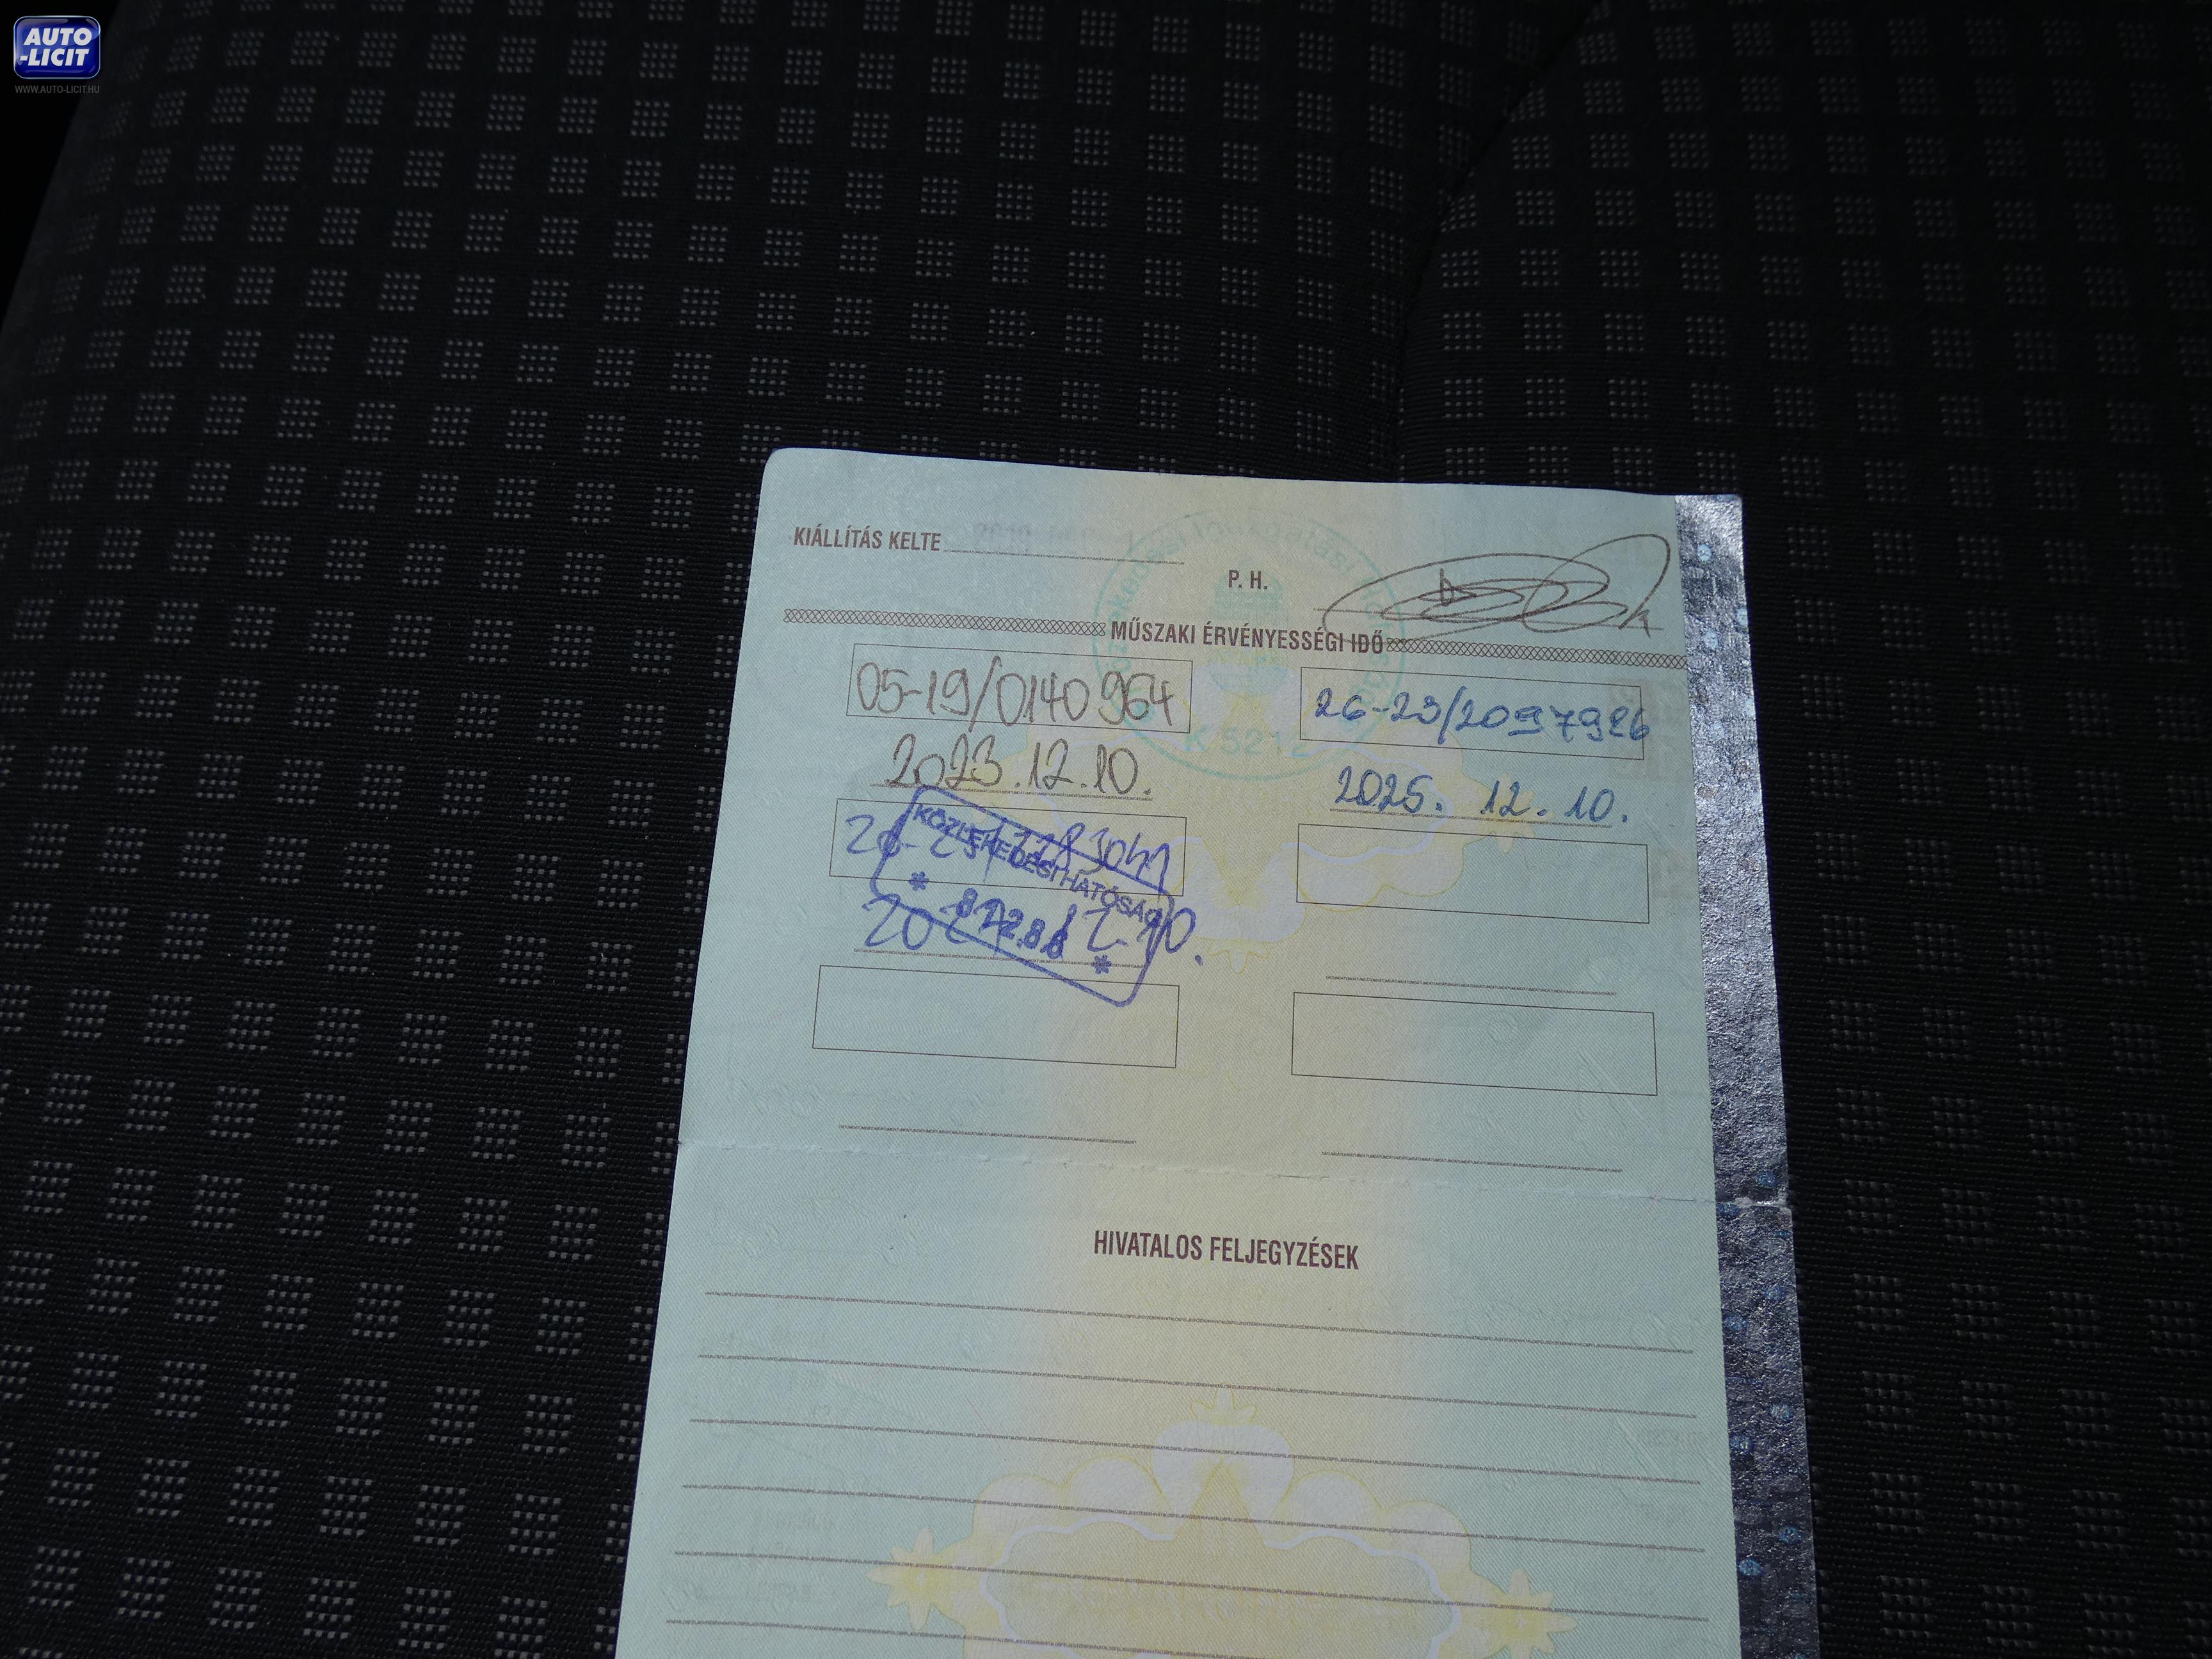 AUTO
-LICIT
WWW.AUTO-LICIT.HU
KIÁLLÍTÁS KELTE
P. H.
MŰSZAKI ÉRVÉNYESSÉGI IDŐ
05-19/0140964
26-23/2097926
K 5212
2023.12.10.
2025. 12. 10.
KÖZLEKEDÉSI HATÓSÁG
HIVATALOS FELJEGYZÉSEK